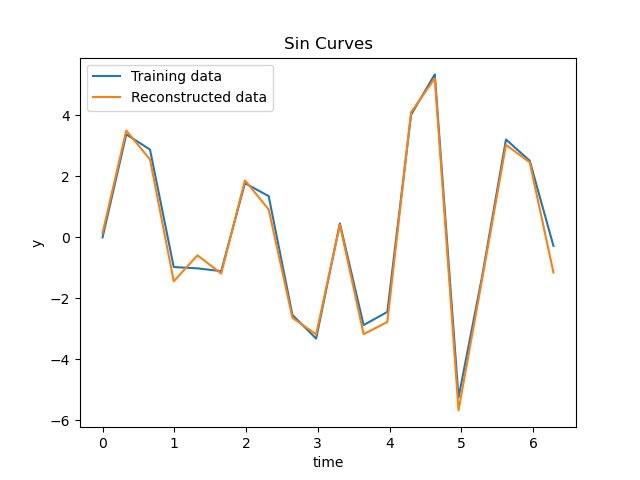 Sin Curves
Training data
Reconstructed data
4
2
0
−2
−4
−6
y
0 1 2 3 4 5 6
time